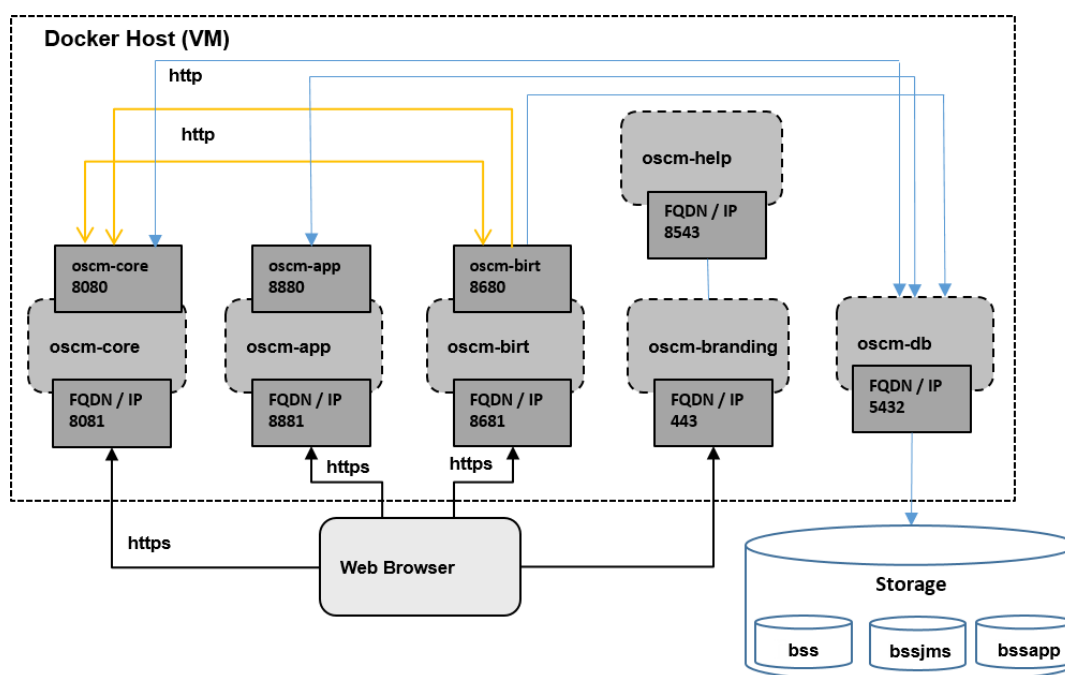 Docker Host (VM)
http
http
oscm-help
FQDN / IP
8543
oscm-core
8080
oscm-app
8880
oscm-birt
8680
oscm-core
oscm-app
oscm-birt
oscm-branding
oscm-db
FQDN / IP
8081
FQDN / IP
8881
FQDN / IP
8681
FQDN / IP
443
FQDN / IP
5432
https
https
https
Web Browser
Storage
bss
bssjms
bssapp